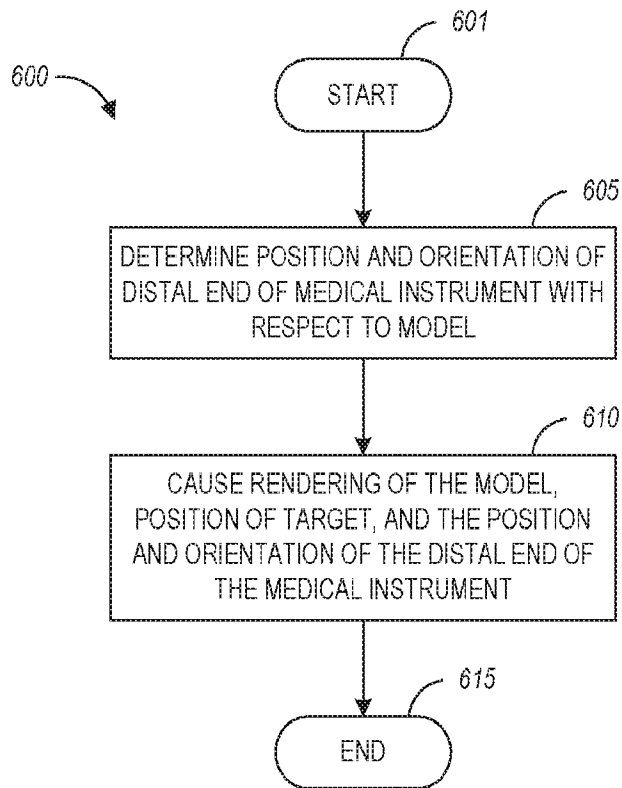 601
600
START
605
DETERMINE POSITION AND ORIENTATION OF
DISTAL END OF MEDICAL INSTRUMENT WITH
RESPECT TO MODEL
610
CAUSE RENDERING OF THE MODEL,
POSITION OF TARGET, AND THE POSITION
AND ORIENTATION OF THE DISTAL END OF
THE MEDICAL INSTRUMENT
615
END